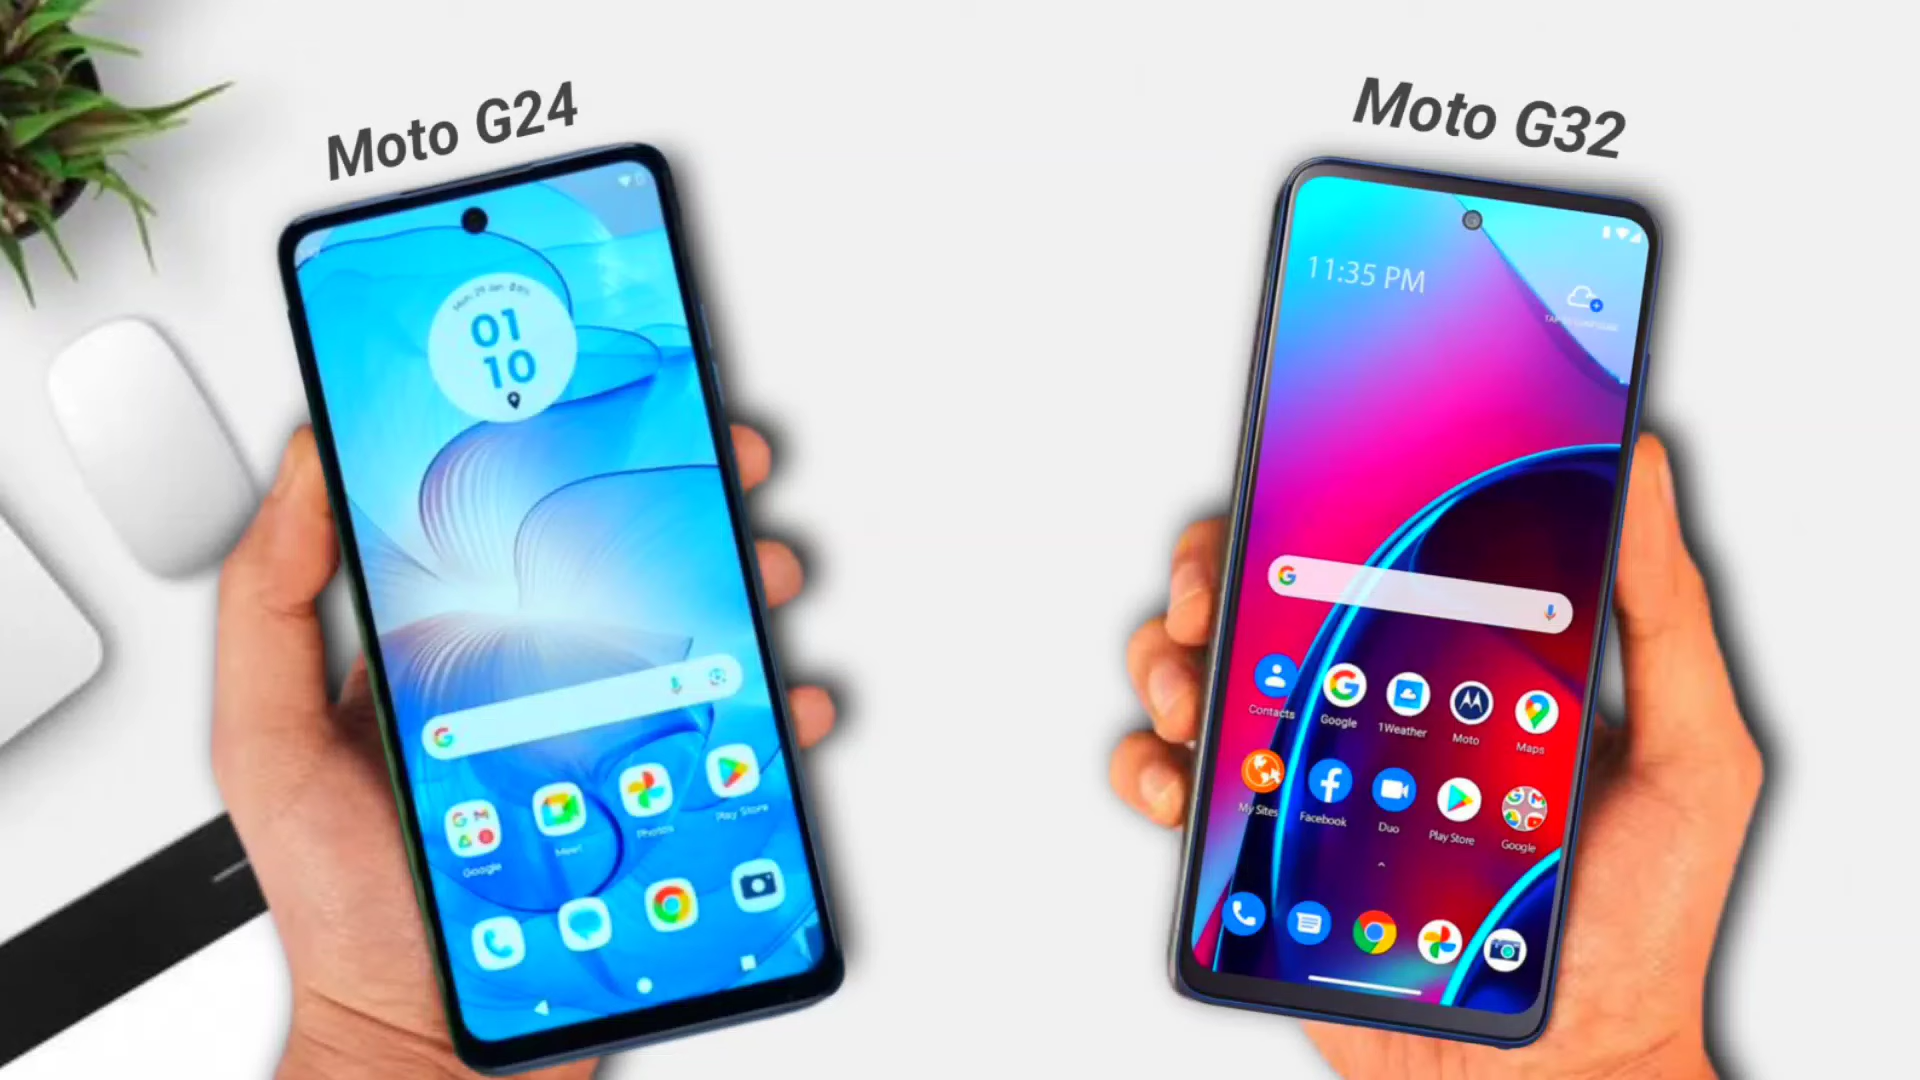 Moto G24
Moto G32
01
10
11:35 PM
Contacts
Google
1Weather
Moto
Maps
My Sites
Facebook
Duo
Play Store
Google
Google
Meet
Photos
Play Store